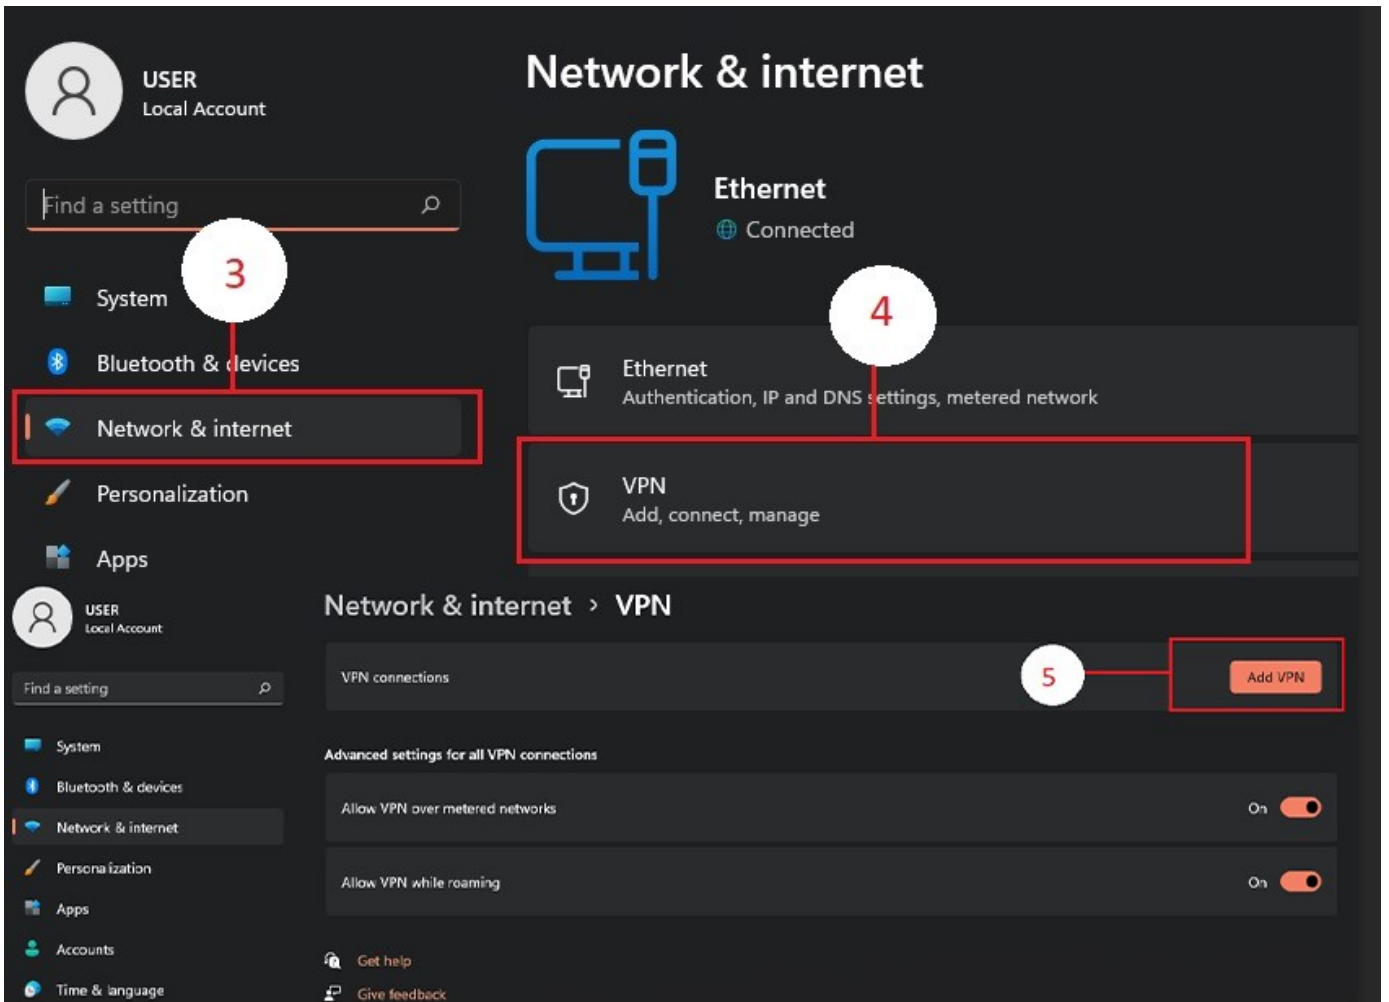 USER
Local Account
Find a setting
3
System
Bluetooth & devices
Network & internet
Personalization
Apps
Network & internet
Ethernet
Connected
4
Ethernet
Authentication, IP and DNS settings, metered network
VPN
Add, connect, manage
USER
Local Account
Find a setting
System
Bluetooth & devices
Network & internet
Personalization
Apps
Accounts
Time & language
Network & internet > VPN
VPN connections
5
Add VPN
Advanced settings for all VPN connections
Allow VPN over metered networks
On
Allow VPN while roaming
On
Get help
Give feedback